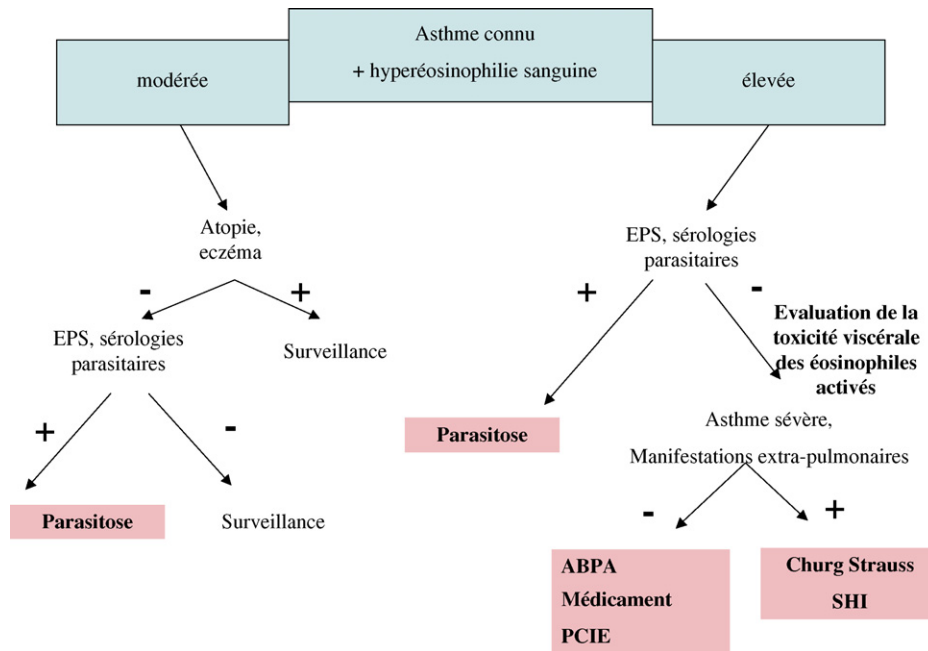 Asthme connu
+ hyperéosinophilie sanguine
modérée
élevée
Atopie,
eczéma
-
+
EPS, sérologies
parasitaires
Surveillance
+
-
Parasitose
Surveillance
EPS, sérologies
parasitaires
+
-
Evaluation de la
toxicité viscérale
des éosinophiles
activés
Parasitose
Asthme sévère,
Manifestations extra-pulmonaires
-
+
ABPA
Médicament
PCIE
Churg Strauss
SHI